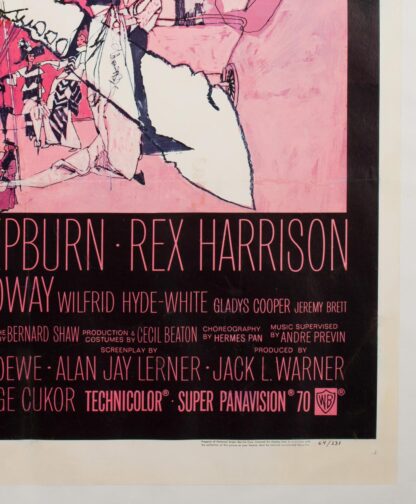 PBURN · REX HARRISON
OWAY WILFRID HYDE-WHITE GLADYS COOPER JEREMY BRETT
BERNARD SHAW PRODUCTION & COSTUMES BY CECIL BEATON CHOREOGRAPHY BY HERMES PAN MUSIC SUPERVISED BY ANDRE PREVIN
SCREENPLAY BY PRODUCED BY
OEWE · ALAN JAY LERNER · JACK L. WARNER
GE CUKOR TECHNICOLOR® · SUPER PANAVISION® 70 WB ®
64/231